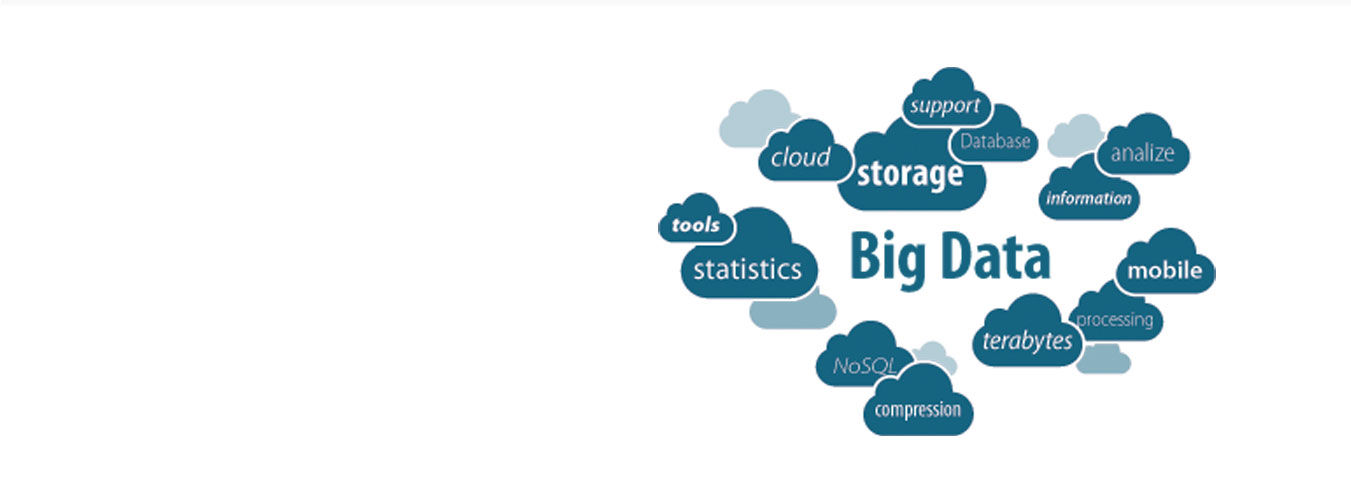 support
Database
cloud
storage
analize
information
tools
statistics
Big Data
mobile
processing
terabytes
NoSQL
compression